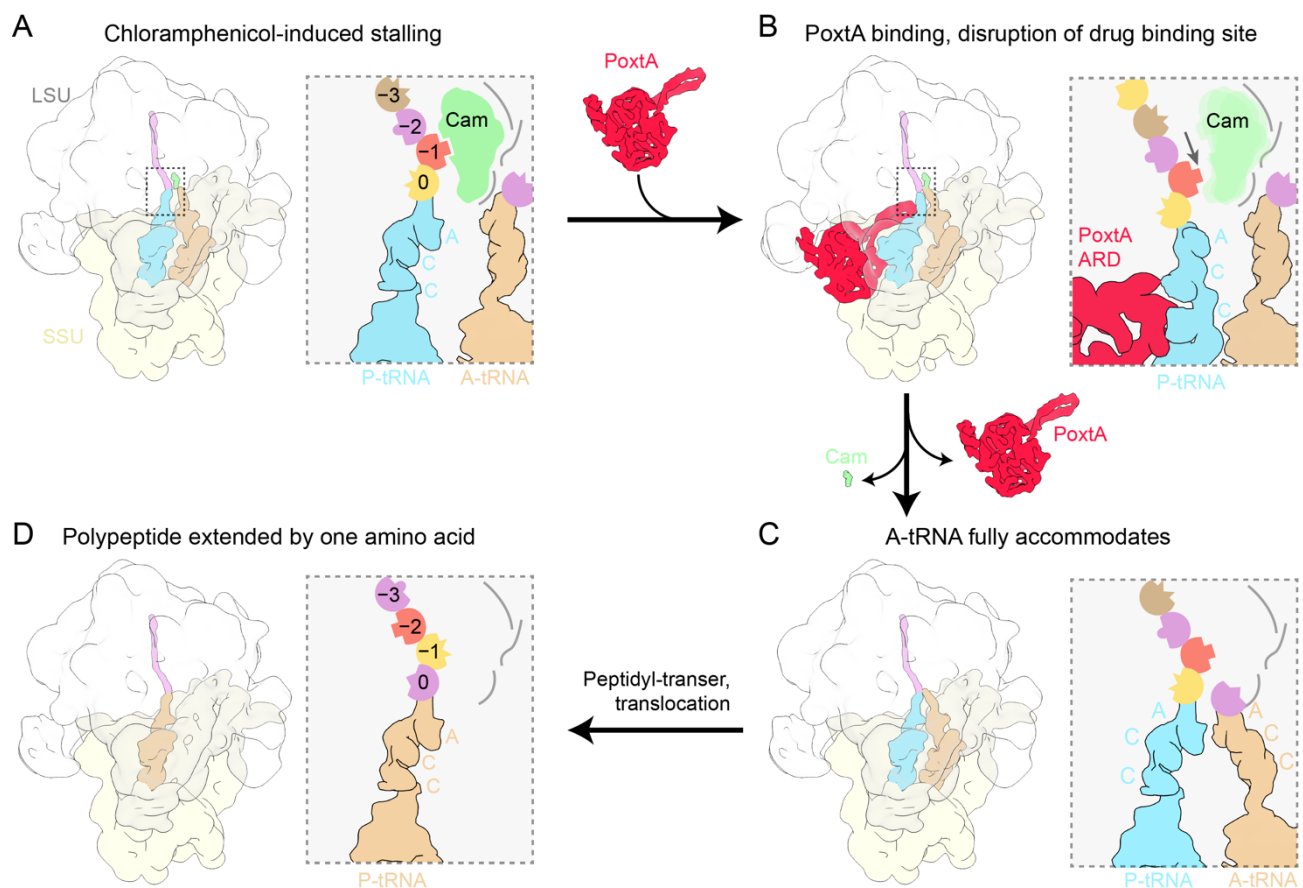 A
Chloramphenicol-induced stalling
LSU
SSU
−3
−2
−1
0
Cam
A
C
C
P-tRNA
A-tRNA
PoxtA
B
PoxtA binding, disruption of drug binding site
Cam
PoxtA
ARD
A
C
C
P-tRNA
Cam
PoxtA
D
Polypeptide extended by one amino acid
−3
−2
−1
0
A
C
C
P-tRNA
Peptidyl-transer,
translocation
C
A-tRNA fully accommodates
A
C
C
A
C
C
P-tRNA
A-tRNA